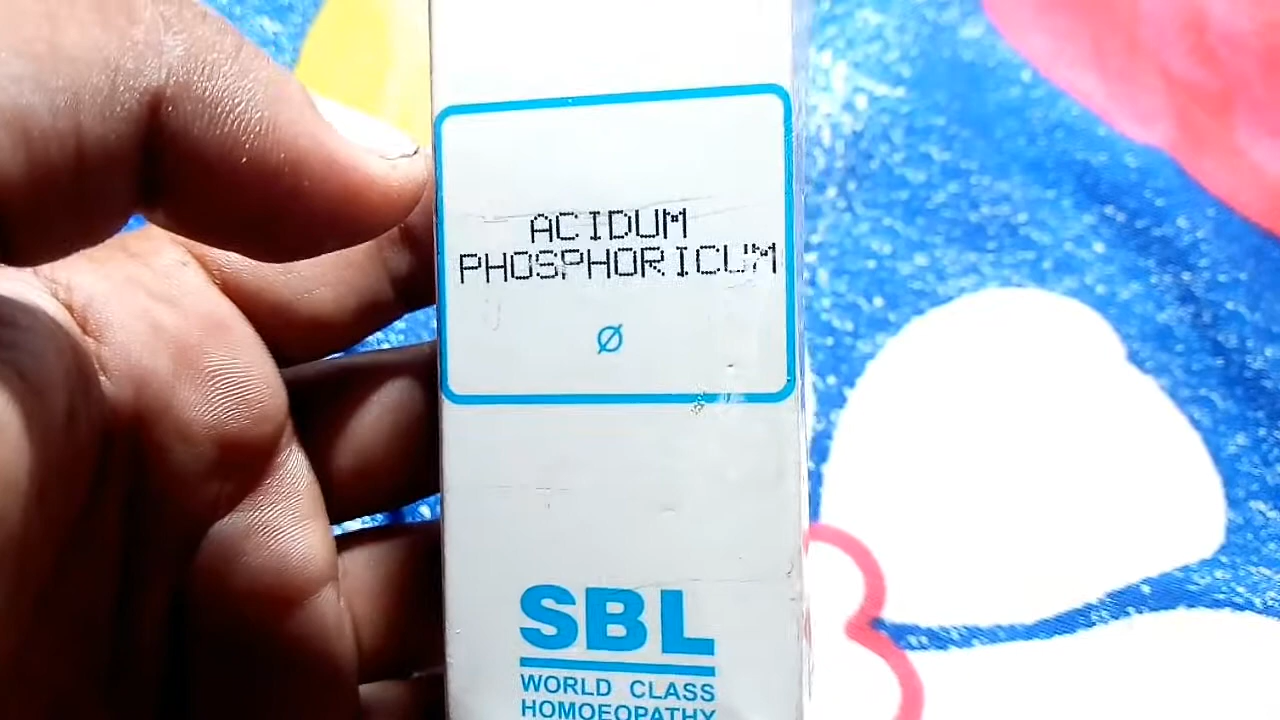 ACIDUM
PHOSPHORICUM
Ø
SBL
WORLD CLASS
HOMOEOPATHY